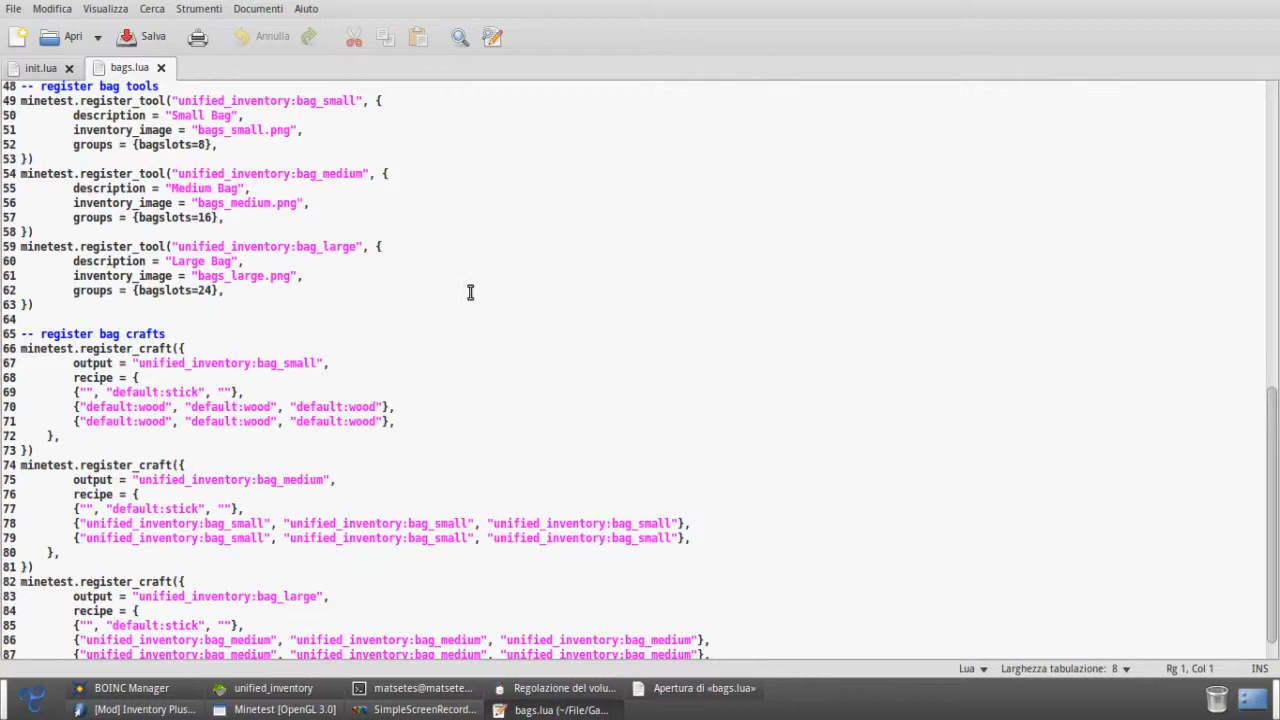 File Modifica Visualizza Cerca Strumenti Documenti Aiuto
Apri Salva Annulla
init.lua bags.lua
48 -- register bag tools
49 minetest.register_tool("unified_inventory:bag_small", {
50 description = "Small Bag",
51 inventory_image = "bags_small.png",
52 groups = {bagslots=8},
53 })
54 minetest.register_tool("unified_inventory:bag_medium", {
55 description = "Medium Bag",
56 inventory_image = "bags_medium.png",
57 groups = {bagslots=16},
58 })
59 minetest.register_tool("unified_inventory:bag_large", {
60 description = "Large Bag",
61 inventory_image = "bags_large.png",
62 groups = {bagslots=24},
63 })
64
65 -- register bag crafts
66 minetest.register_craft({
67 output = "unified_inventory:bag_small",
68 recipe = {
69 {"", "default:stick", ""},
70 {"default:wood", "default:wood", "default:wood"},
71 {"default:wood", "default:wood", "default:wood"},
72 },
73 })
74 minetest.register_craft({
75 output = "unified_inventory:bag_medium",
76 recipe = {
77 {"", "default:stick", ""},
78 {"unified_inventory:bag_small", "unified_inventory:bag_small", "unified_inventory:bag_small"},
79 {"unified_inventory:bag_small", "unified_inventory:bag_small", "unified_inventory:bag_small"},
80 },
81 })
82 minetest.register_craft({
83 output = "unified_inventory:bag_large",
84 recipe = {
85 {"", "default:stick", ""},
86 {"unified_inventory:bag_medium", "unified_inventory:bag_medium", "unified_inventory:bag_medium"},
87 {"unified_inventory:bag_medium", "unified_inventory:bag_medium", "unified_inventory:bag_medium"},
Lua Larghezza tabulazione: 8 Rg 1, Col 1 INS
BOINC Manager unified_inventory matsetes@matsete... Regolazione del volu... Apertura di «bags.lua»
[Mod] Inventory Plus... Minetest [OpenGL 3.0] SimpleScreenRecord... bags.lua (~/File/Ga...